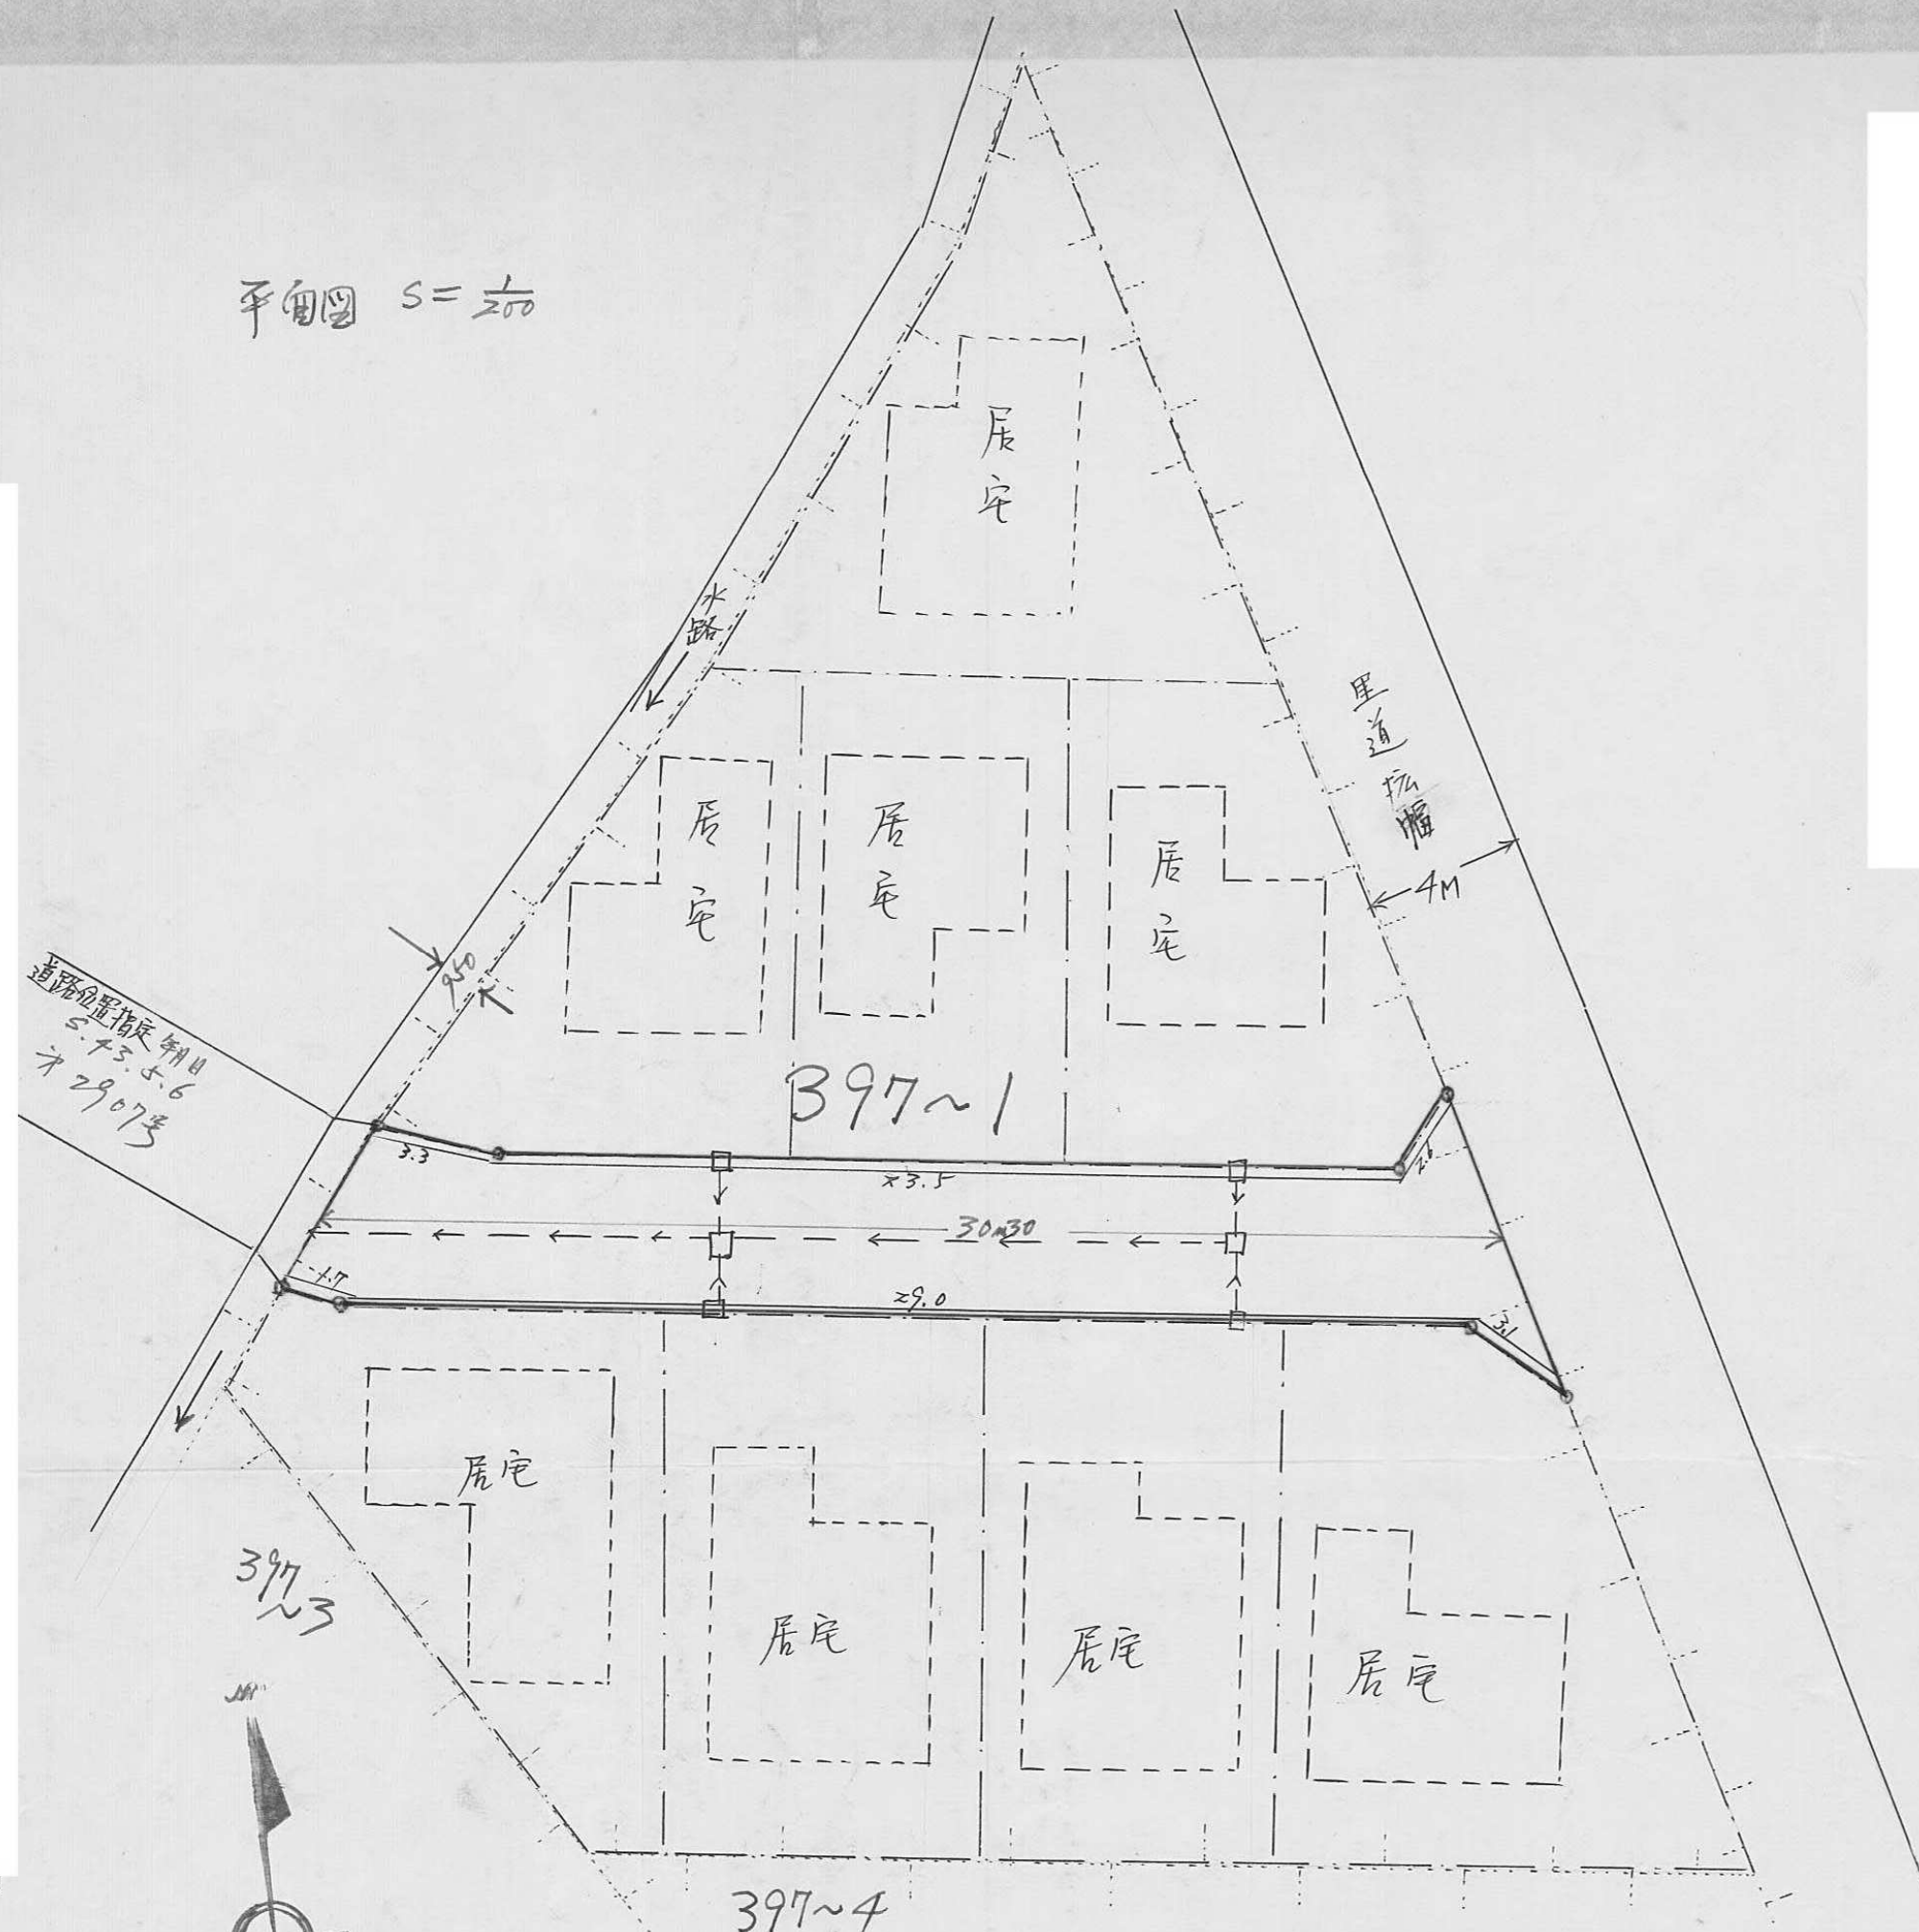 平面図 S=1/200
居宅
水路
里道拡幅
居宅
居宅
居宅
4M
950
道路位置指定年月日
S.43.5.6
才2907号
397~1
3.3
23.5
2.6
30m30
1.7
29.0
3.1
居宅
居宅
居宅
居宅
397
~3
397~4